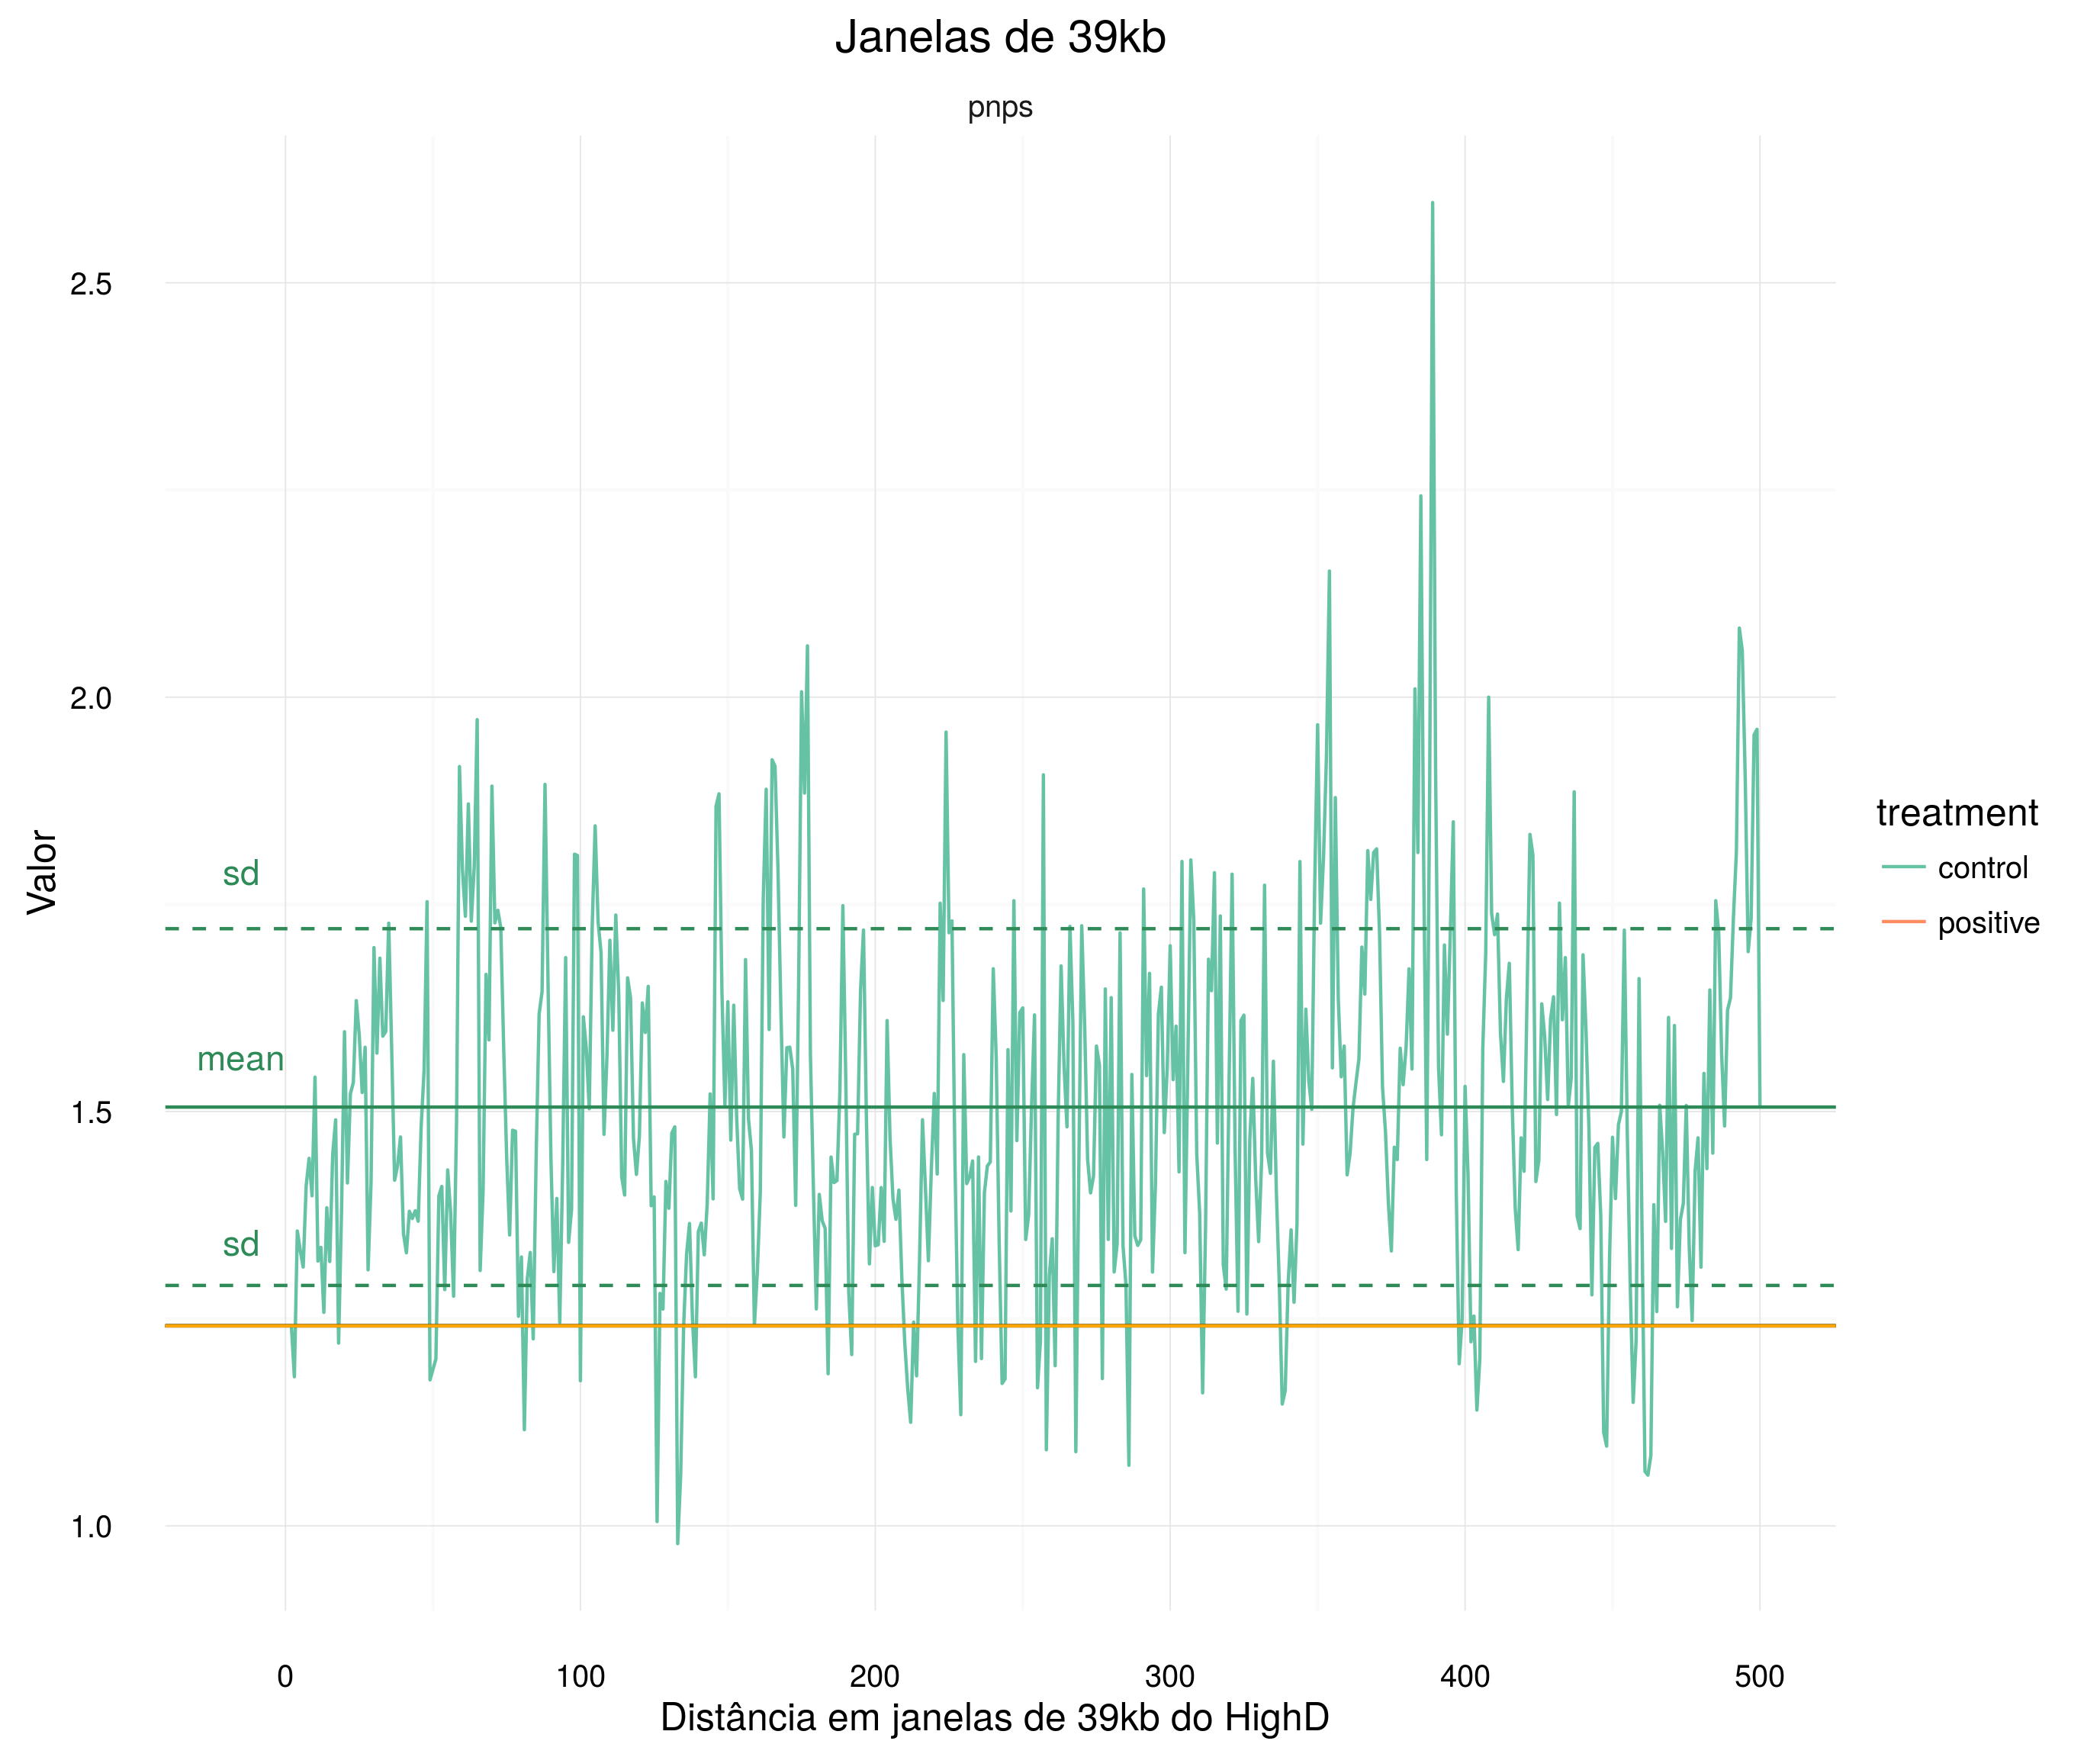 Janelas de 39kb
pnps
2.5
2.0
1.5
1.0
Valor
sd
mean
sd
0 100 200 300 400 500
Distância em janelas de 39kb do HighD
treatment
control
positive